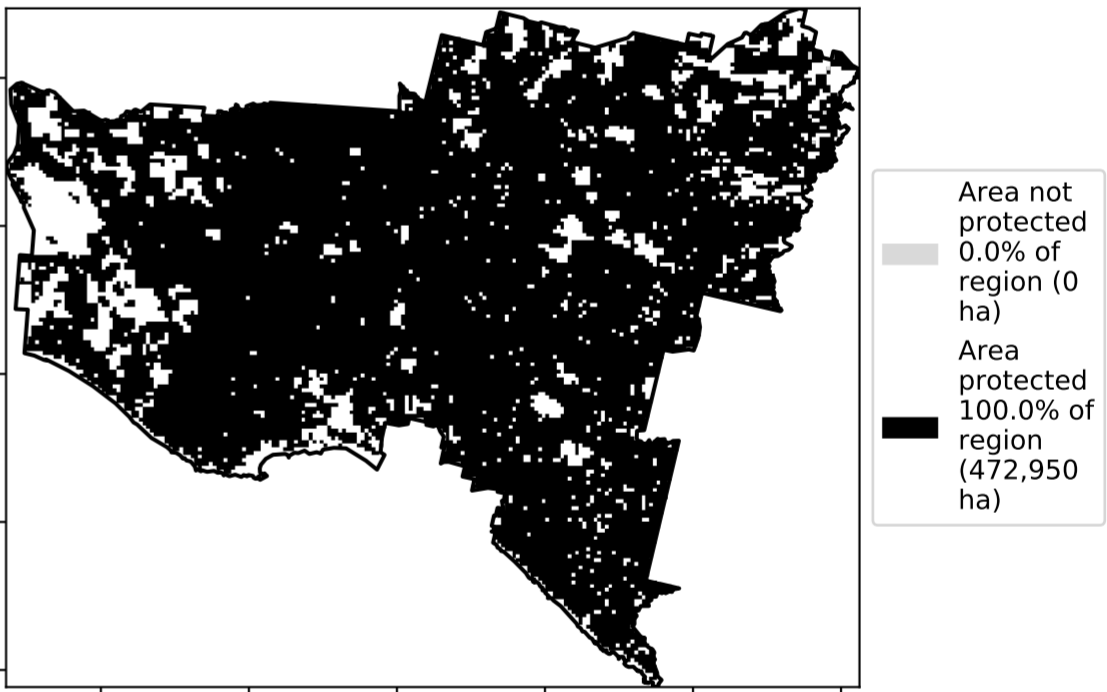 Area not
protected
0.0% of
region (0
ha)
Area
protected
100.0% of
region
(472,950
ha)